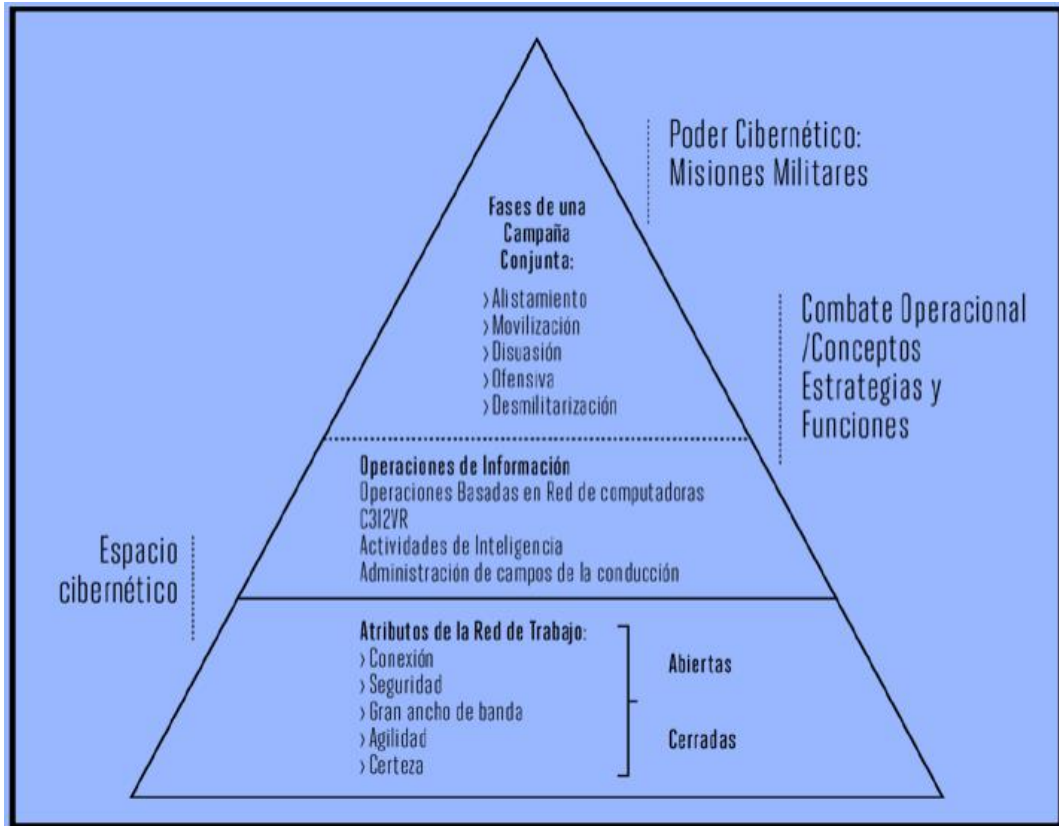 Poder Cibernético:
Misiones Militares
Fases de una
Campaña
Conjunta:
› Alistamiento
› Movilización
› Disuasión
› Ofensiva
› Desmilitarización
Combate Operacional
/Conceptos
Estrategias y
Funciones
Operaciones de Información
Operaciones Basadas en Red de computadoras
C3I2VR
Actividades de Inteligencia
Administración de campos de la conducción
Espacio
cibernético
Atributos de la Red de Trabajo:
› Conexión
› Seguridad
› Gran ancho de banda
› Agilidad
› Certeza
Abiertas
Cerradas